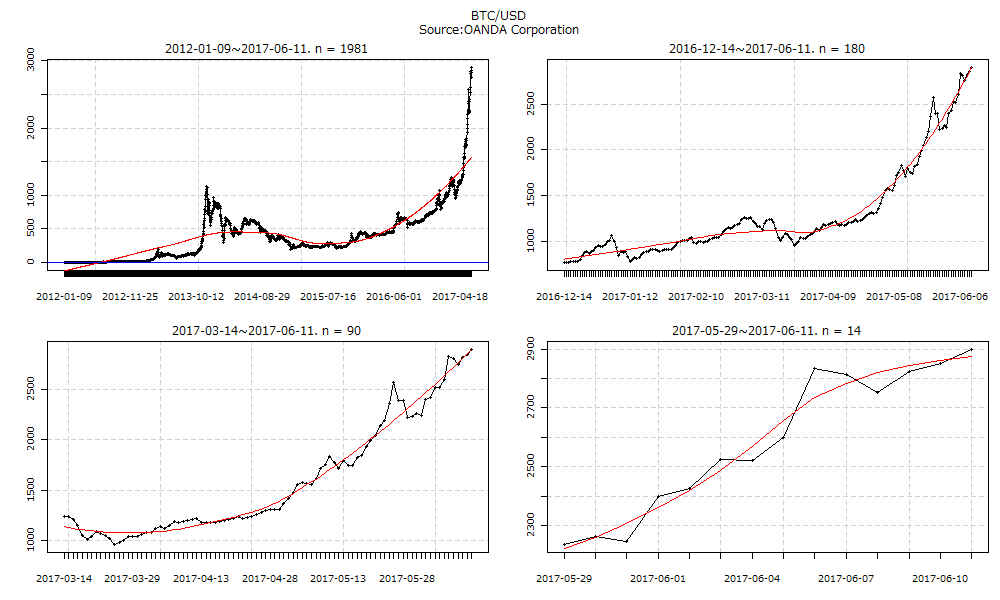 BTC/USD
Source:OANDA Corporation
2012-01-09~2017-06-11. n = 1981
3000
2000
1000
500
0
2012-01-09 2012-11-25 2013-10-12 2014-08-29 2015-07-16 2016-06-01 2017-04-18
2016-12-14~2017-06-11. n = 180
2500
2000
1500
1000
2016-12-14 2017-01-12 2017-02-10 2017-03-11 2017-04-09 2017-05-08 2017-06-06
2017-03-14~2017-06-11. n = 90
2500
2000
1500
1000
2017-03-14 2017-03-29 2017-04-13 2017-04-28 2017-05-13 2017-05-28
2017-05-29~2017-06-11. n = 14
2900
2700
2500
2300
2017-05-29 2017-06-01 2017-06-04 2017-06-07 2017-06-10